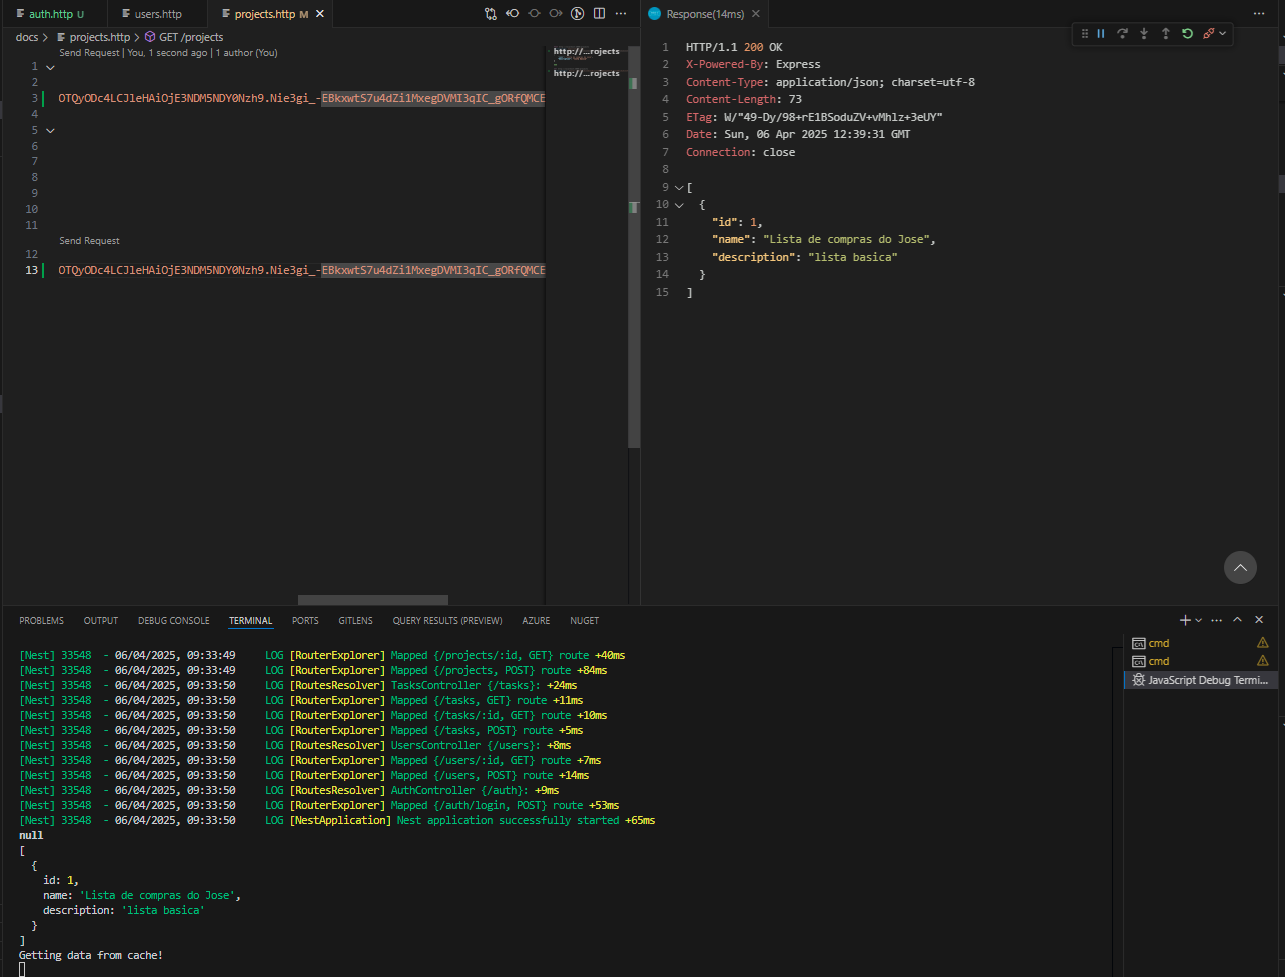 auth.http U
users.http
projects.http M
docs > projects.http > GET /projects
Send Request | You, 1 second ago | 1 author (You)
1
2
3 OTQyODc4LCJleHAiOjE3NDM5NDY0Nzh9.Nie3gi_-EBkxwtS7u4dZi1MxegDVMI3qIC_gORfQMCE
4
5
6
7
8
9
10
11
Send Request
12
13 OTQyODc4LCJleHAiOjE3NDM5NDY0Nzh9.Nie3gi_-EBkxwtS7u4dZi1MxegDVMI3qIC_gORfQMCE
http://...rojects
http://...rojects
Response(14ms)
1 HTTP/1.1 200 OK
2 X-Powered-By: Express
3 Content-Type: application/json; charset=utf-8
4 Content-Length: 73
5 ETag: W/"49-Dy/98+rE1BSoduZV+vMhlz+3eUY"
6 Date: Sun, 06 Apr 2025 12:39:31 GMT
7 Connection: close
8
9 [
10 {
11 "id": 1,
12 "name": "Lista de compras do Jose",
13 "description": "lista basica"
14 }
15 ]
PROBLEMS OUTPUT DEBUG CONSOLE TERMINAL PORTS GITLENS QUERY RESULTS (PREVIEW) AZURE NUGET
[Nest] 33548 - 06/04/2025, 09:33:49 LOG [RouterExplorer] Mapped {/projects/:id, GET} route +40ms
[Nest] 33548 - 06/04/2025, 09:33:49 LOG [RouterExplorer] Mapped {/projects, POST} route +84ms
[Nest] 33548 - 06/04/2025, 09:33:50 LOG [RoutesResolver] TasksController {/tasks}: +24ms
[Nest] 33548 - 06/04/2025, 09:33:50 LOG [RouterExplorer] Mapped {/tasks, GET} route +11ms
[Nest] 33548 - 06/04/2025, 09:33:50 LOG [RouterExplorer] Mapped {/tasks/:id, GET} route +10ms
[Nest] 33548 - 06/04/2025, 09:33:50 LOG [RouterExplorer] Mapped {/tasks, POST} route +5ms
[Nest] 33548 - 06/04/2025, 09:33:50 LOG [RoutesResolver] UsersController {/users}: +8ms
[Nest] 33548 - 06/04/2025, 09:33:50 LOG [RouterExplorer] Mapped {/users/:id, GET} route +7ms
[Nest] 33548 - 06/04/2025, 09:33:50 LOG [RouterExplorer] Mapped {/users, POST} route +14ms
[Nest] 33548 - 06/04/2025, 09:33:50 LOG [RoutesResolver] AuthController {/auth}: +9ms
[Nest] 33548 - 06/04/2025, 09:33:50 LOG [RouterExplorer] Mapped {/auth/login, POST} route +53ms
[Nest] 33548 - 06/04/2025, 09:33:50 LOG [NestApplication] Nest application successfully started +65ms
null
[
{
id: 1,
name: 'Lista de compras do Jose',
description: 'lista basica'
}
]
Getting data from cache!
cmd
cmd
JavaScript Debug Termi...